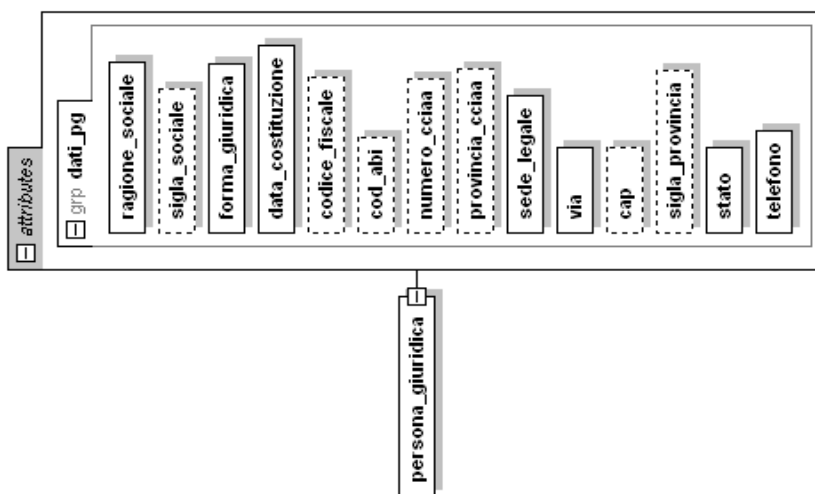 attributes
grp dati_pg
ragione_sociale
sigla_sociale
forma_giuridica
data_costituzione
codice_fiscale
cod_abi
numero_cciaa
provincia_cciaa
sede_legale
via
cap
sigla_provincia
stato
telefono
persona_giuridica